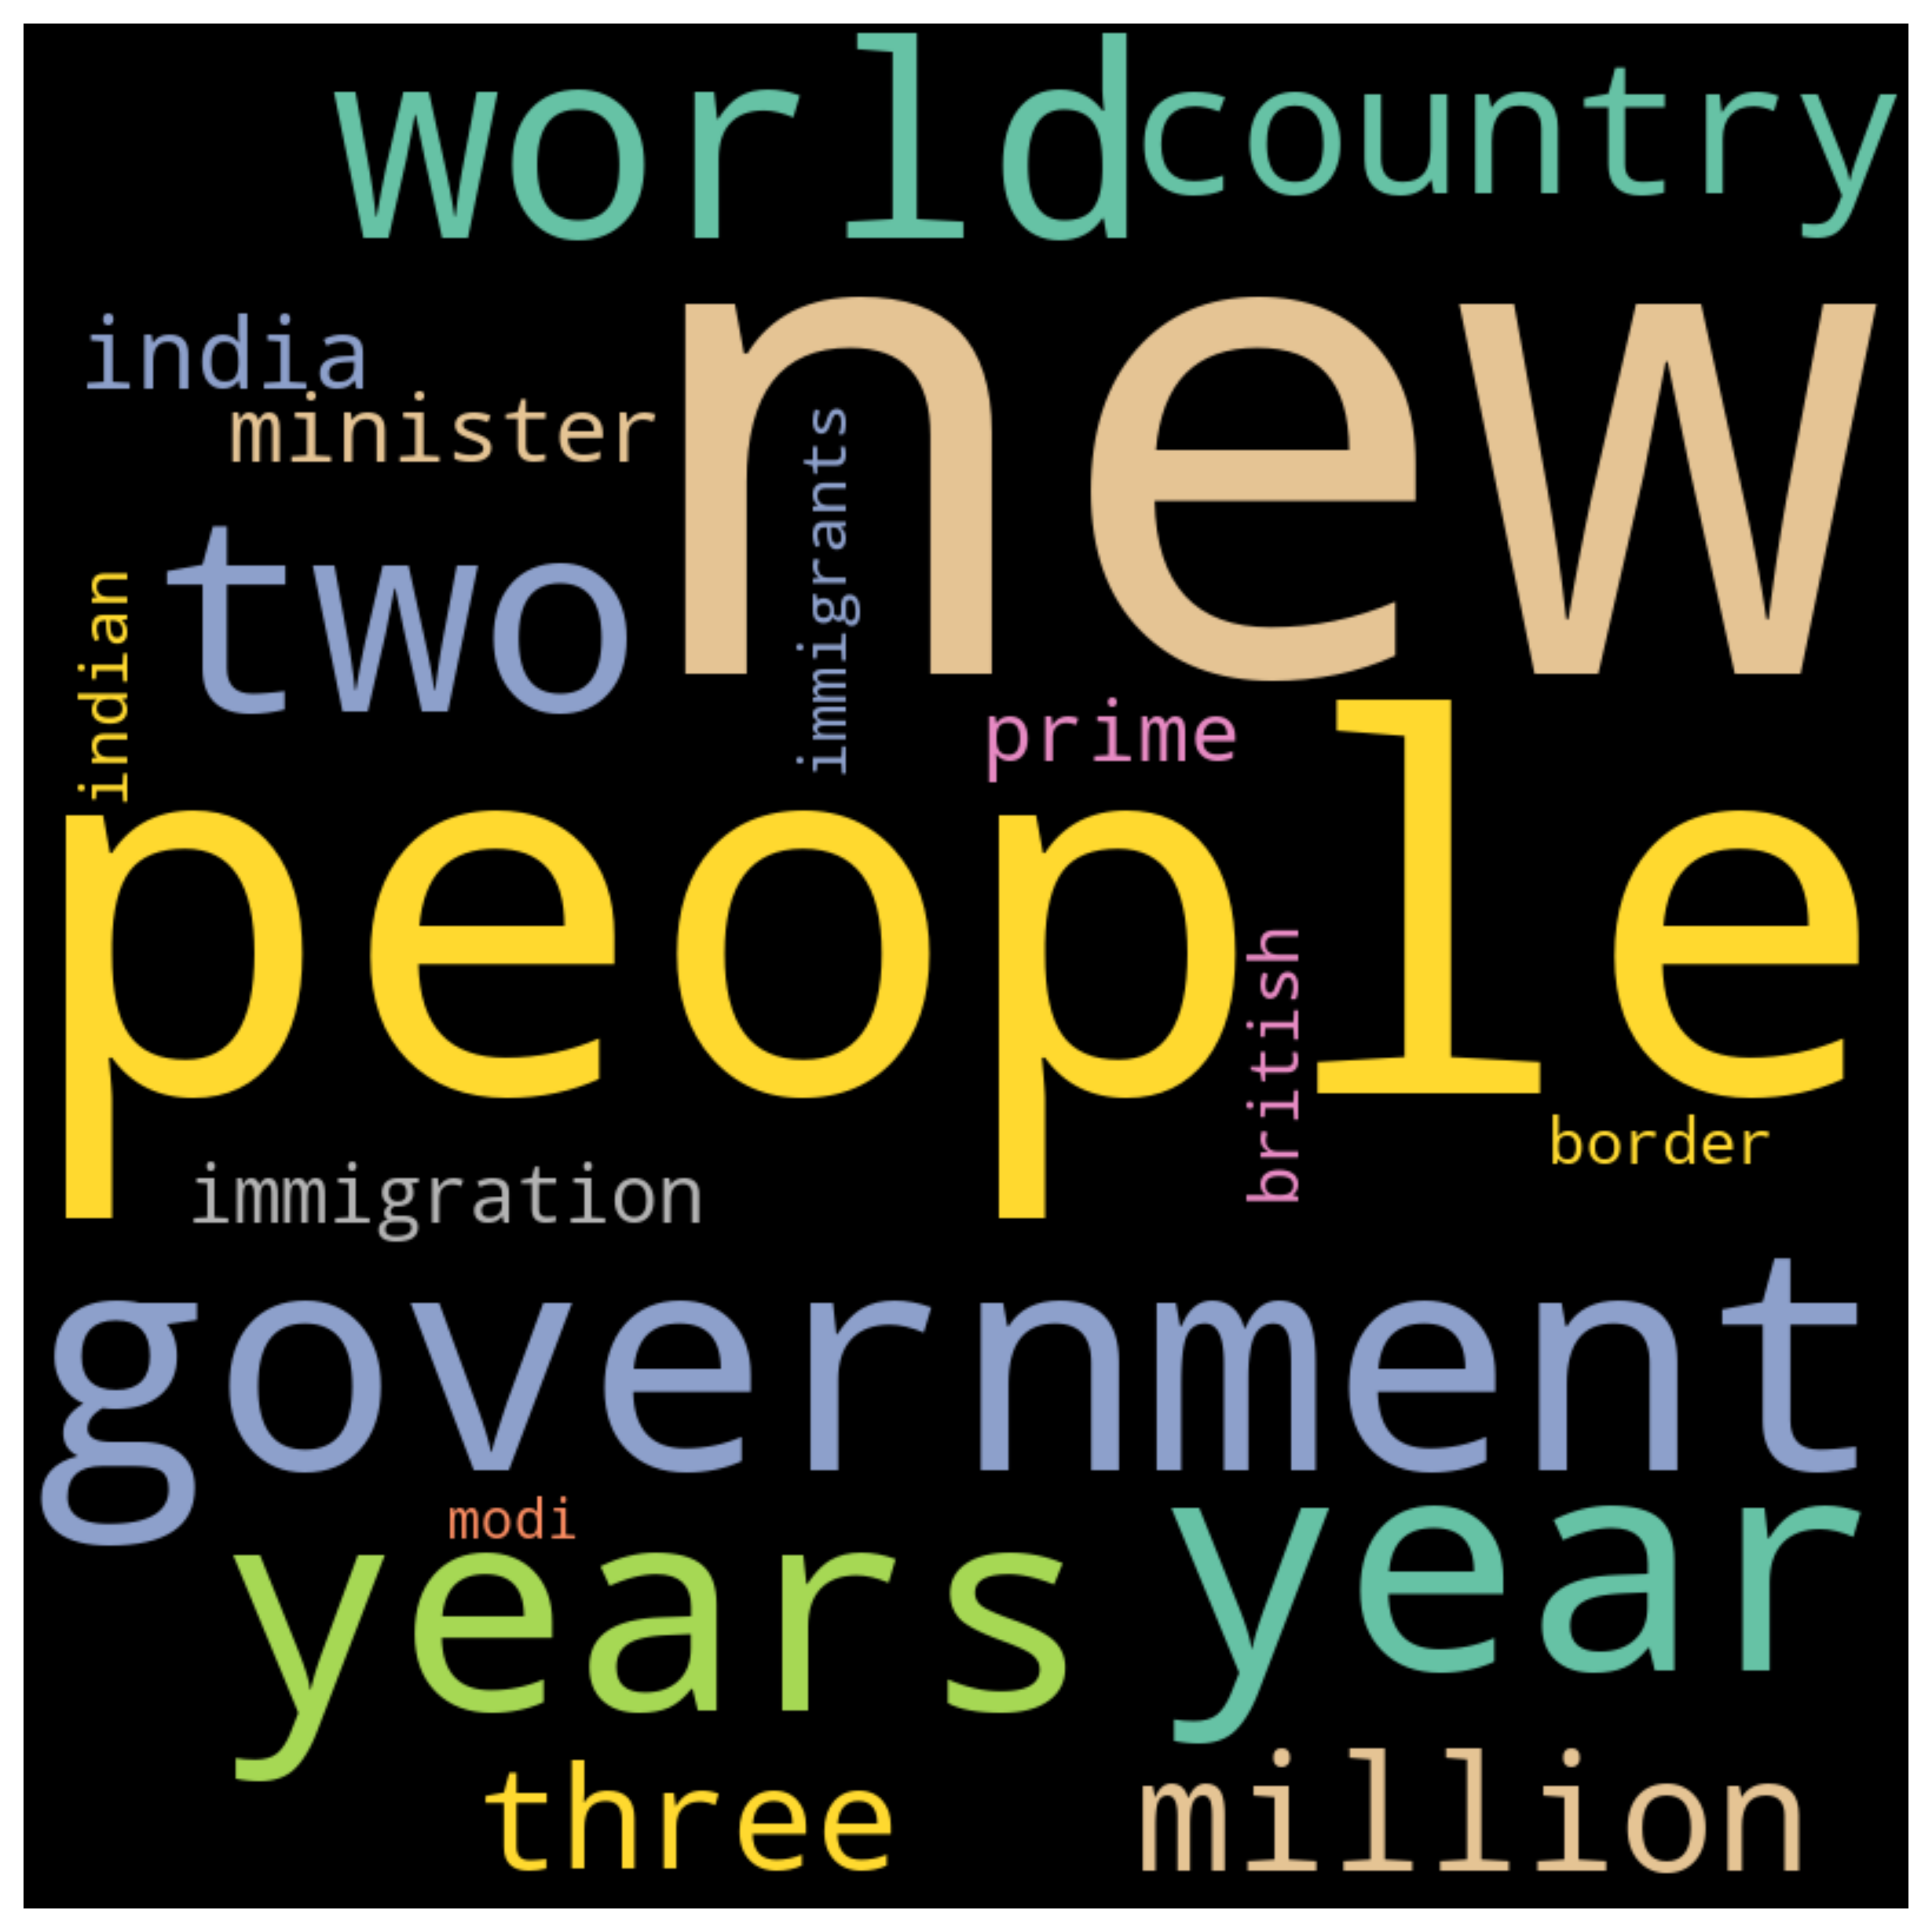 world country
new
india
minister
immigrants
two
indian
prime
people
british
border
immigration
government
modi
years year
three million